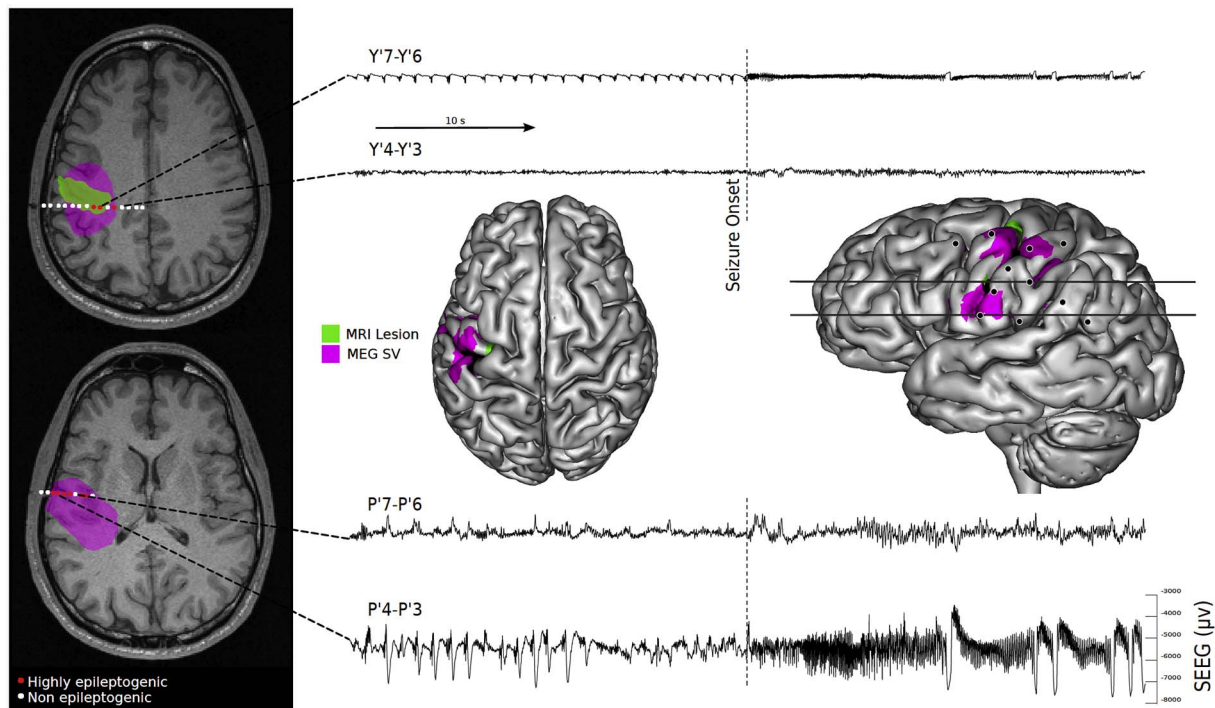 Y'7-Y'6
10 s
Y'4-Y'3
Seizure Onset
MRI Lesion
MEG SV
P'7-P'6
P'4-P'3
-3000
-4000
-5000
-6000
-7000
-8000
SEEG (μv)
Highly epileptogenic
Non epileptogenic